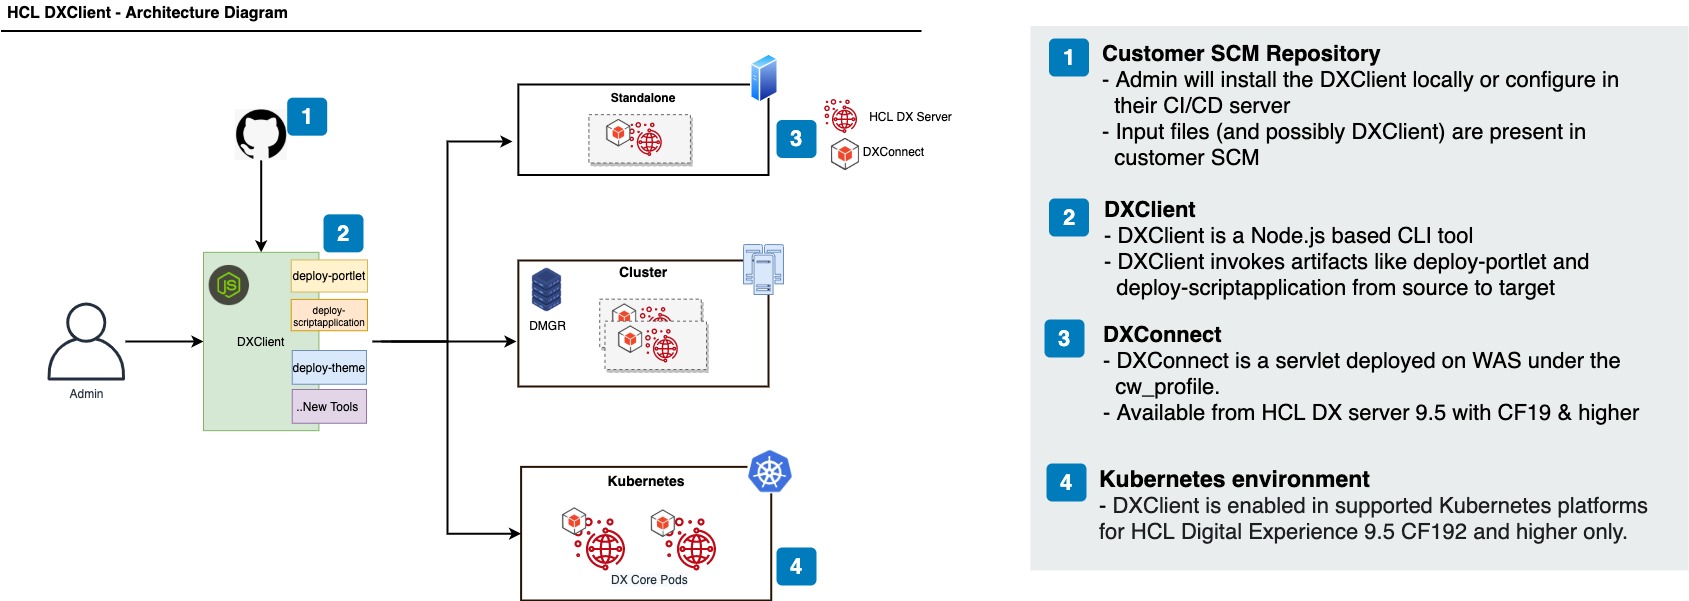 HCL DXClient - Architecture Diagram
1
2
JS
deploy-portlet
deploy-
scriptapplication
DXClient
deploy-theme
..New Tools
Admin
Standalone
3
HCL DX Server
DXConnect
Cluster
DMGR
Kubernetes
DX Core Pods
4
1
Customer SCM Repository
- Admin will install the DXClient locally or configure in
their CI/CD server
- Input files (and possibly DXClient) are present in
customer SCM
2
DXClient
- DXClient is a Node.js based CLI tool
- DXClient invokes artifacts like deploy-portlet and
deploy-scriptapplication from source to target
3
DXConnect
- DXConnect is a servlet deployed on WAS under the
cw_profile.
- Available from HCL DX server 9.5 with CF19 & higher
4
Kubernetes environment
- DXClient is enabled in supported Kubernetes platforms
for HCL Digital Experience 9.5 CF192 and higher only.